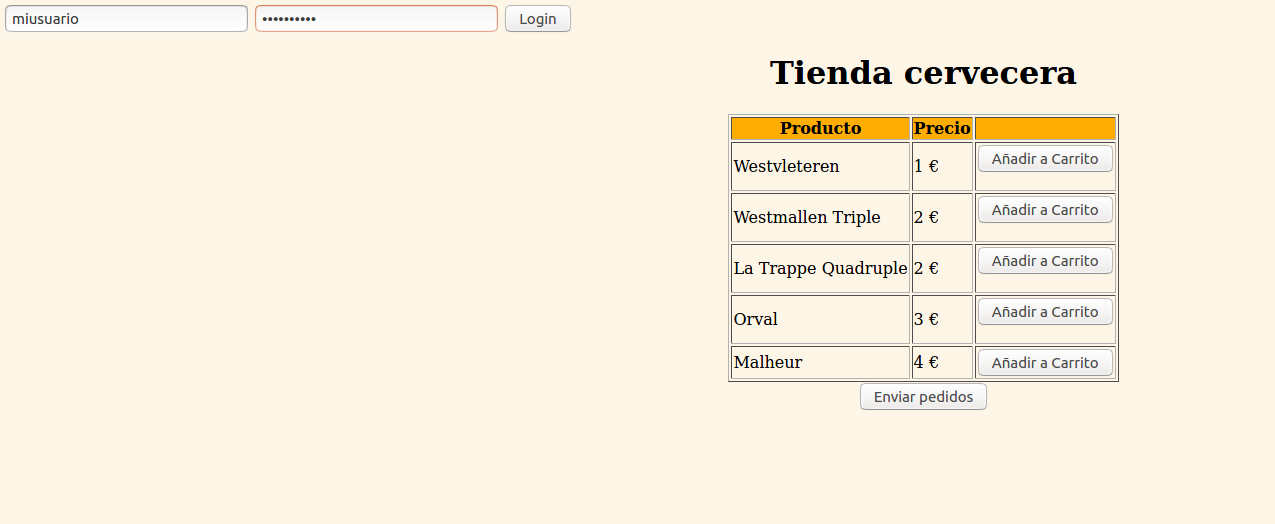 miusuario •••••••••• Login
Tienda cervecera
Producto Precio
Westvleteren 1 € Añadir a Carrito
Westmallen Triple 2 € Añadir a Carrito
La Trappe Quadruple 2 € Añadir a Carrito
Orval 3 € Añadir a Carrito
Malheur 4 € Añadir a Carrito
Enviar pedidos